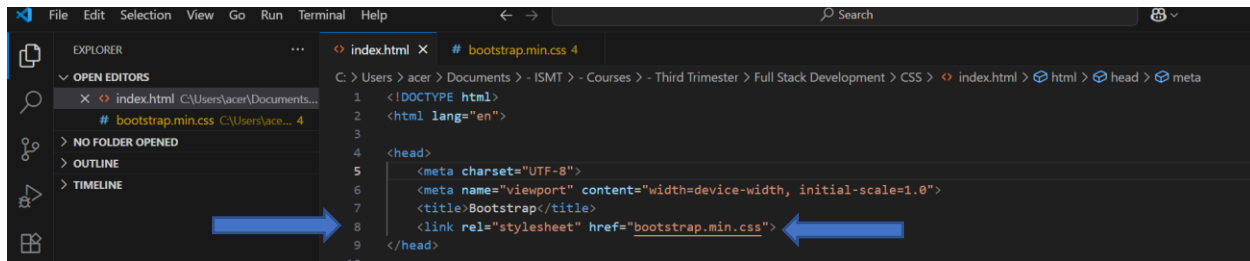 File Edit Selection View Go Run Terminal Help ← → Search
EXPLORER ... <> index.html X # bootstrap.min.css 4
OPEN EDITORS C: > Users > acer > Documents > - ISMT > - Courses > - Third Trimester > Full Stack Development > CSS > <> index.html > html > head > meta
X <> index.html C:\Users\acer\Documents...
# bootstrap.min.css C:\Users\ace... 4
> NO FOLDER OPENED
> OUTLINE
> TIMELINE
1 <!DOCTYPE html>
2 <html lang="en">
3
4 <head>
5 <meta charset="UTF-8">
6 <meta name="viewport" content="width=device-width, initial-scale=1.0">
7 <title>Bootstrap</title>
8 <link rel="stylesheet" href="bootstrap.min.css">
9 </head>